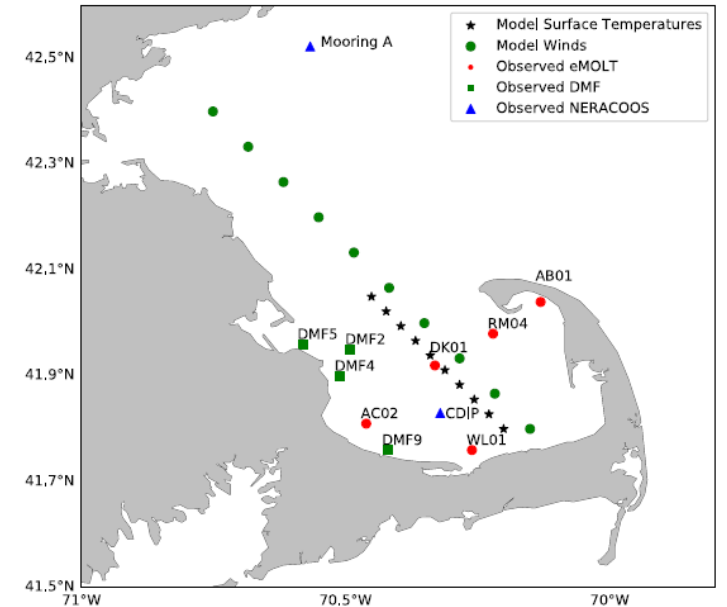 42.5°N
42.3°N
42.1°N
41.9°N
41.7°N
41.5°N
71°W
70.5°W
70°W
Model Surface Temperatures
Model Winds
Observed eMOLT
Observed DMF
Observed NERACOOS
Mooring A
AB01
RM04
DMF5
DMF2
DK01
DMF4
AC02
CD|P
DMF9
WL01